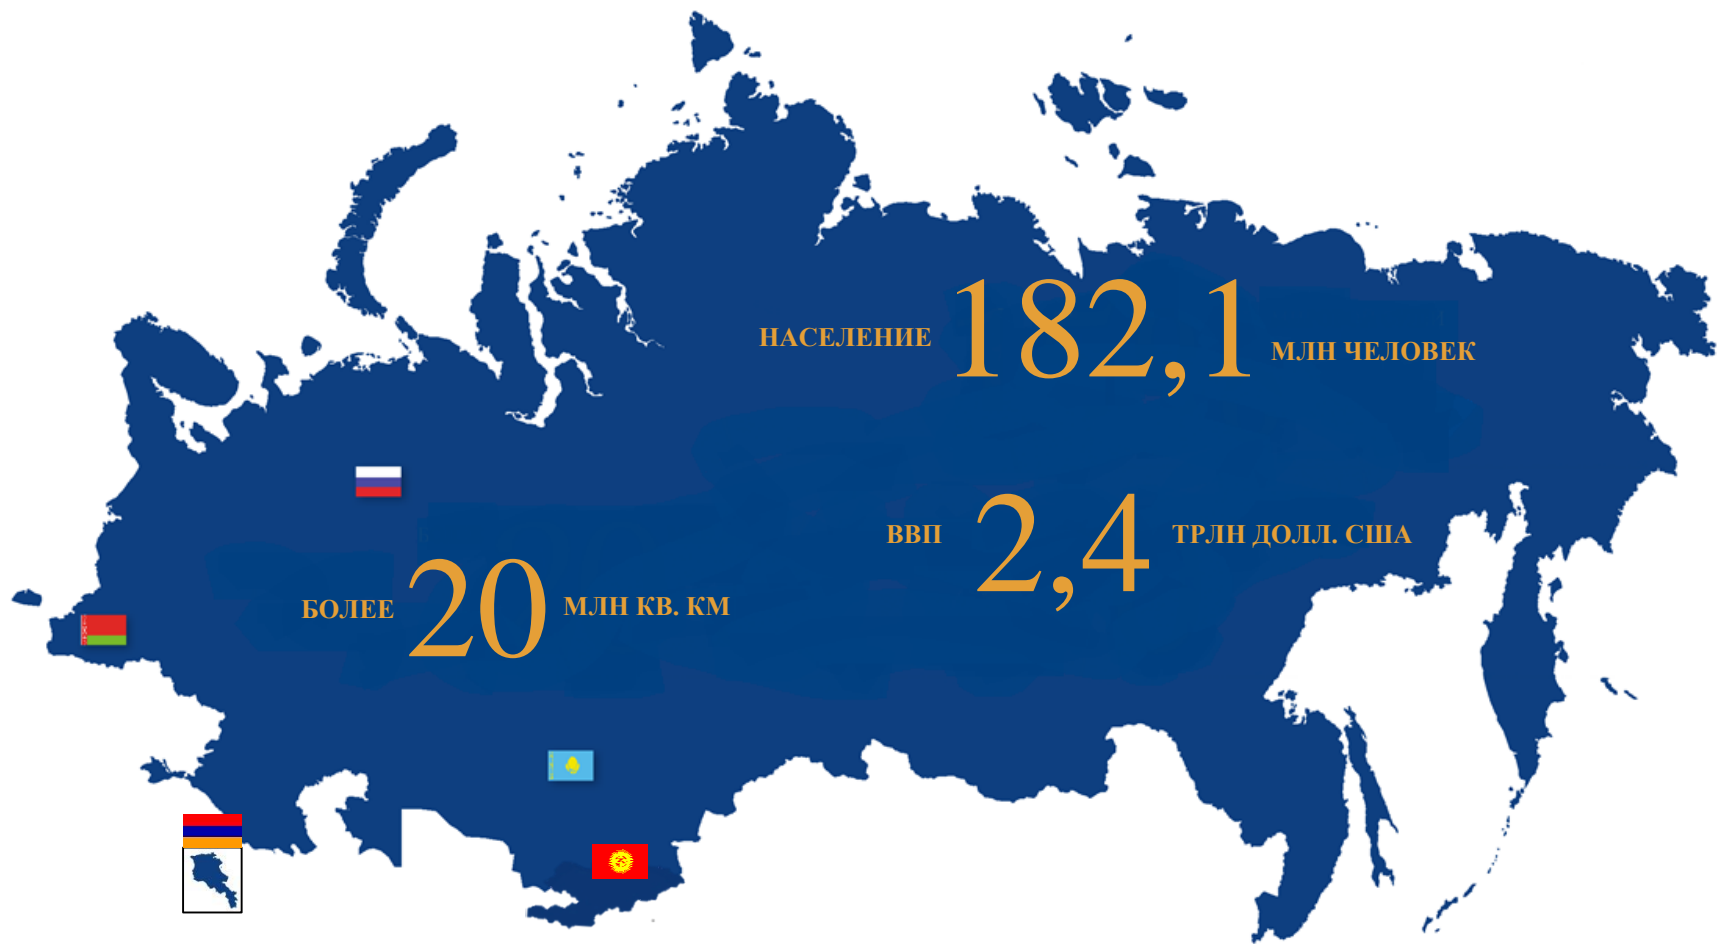 НАСЕЛЕНИЕ 182,1 МЛН ЧЕЛОВЕК
ВВП 2,4 ТРЛН ДОЛЛ. США
БОЛЕЕ 20 МЛН КВ. КМ